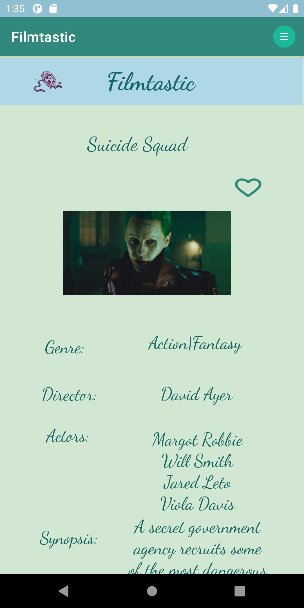 1:35
Filmtastic
Filmtastic
Suicide Squad
Genre: Action|Fantasy
Director: David Ayer
Actors: Margot Robbie
Will Smith
Jared Leto
Viola Davis
Synopsis: A secret government
agency recruits some
of the most dangerous